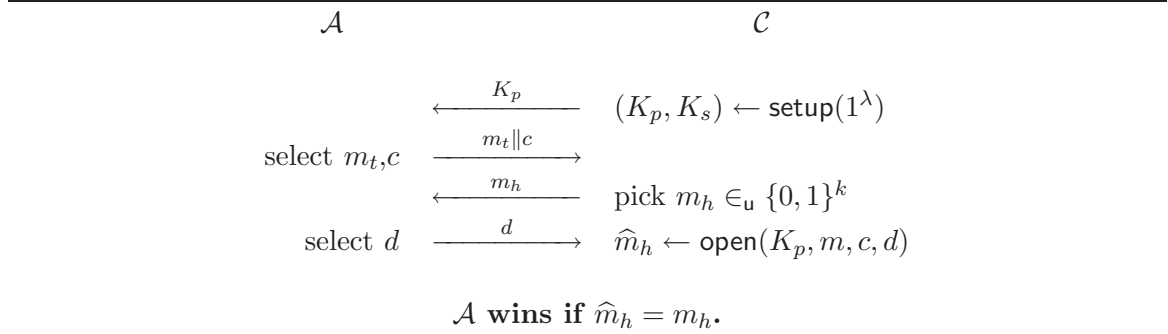 𝒜 𝒞
K_p (K_p, K_s) ← setup(1^λ)
select m_t,c m_t∥c
m_h pick m_h ∈_u {0, 1}^k
select d d m̂_h ← open(K_p, m, c, d)
𝒜 wins if m̂_h = m_h.